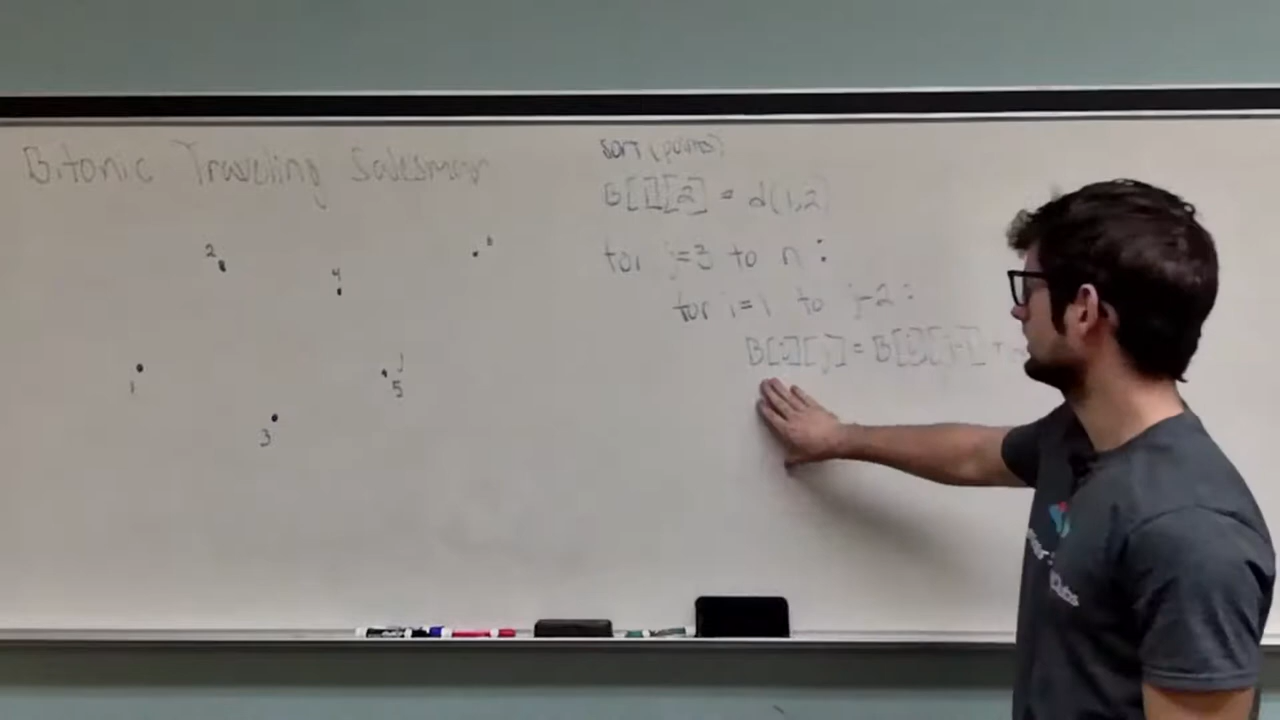 Bitonic Traveling Salesman
sort (points)
B[1][2] = d(1,2)
for j=3 to n:
for i=1 to j-2:
B[i][j] = B[i][j-1] +
2
4
6
1
j
5
3